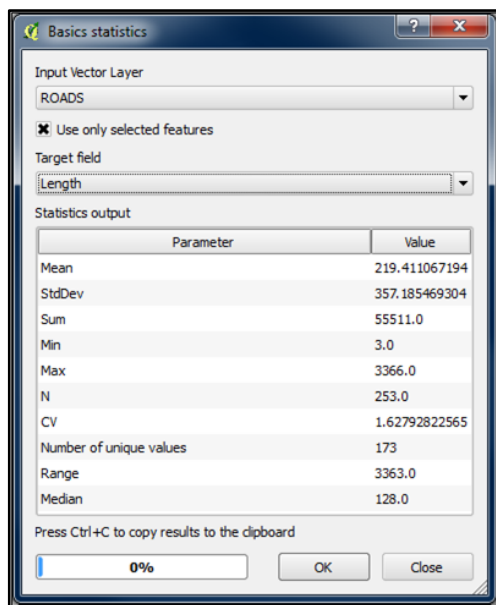 Basics statistics
Input Vector Layer
ROADS
Use only selected features
Target field
Length
Statistics output
Parameter Value
Mean 219.411067194
StdDev 357.185469304
Sum 55511.0
Min 3.0
Max 3366.0
N 253.0
CV 1.62792822565
Number of unique values 173
Range 3363.0
Median 128.0
Press Ctrl+C to copy results to the clipboard
0% OK Close